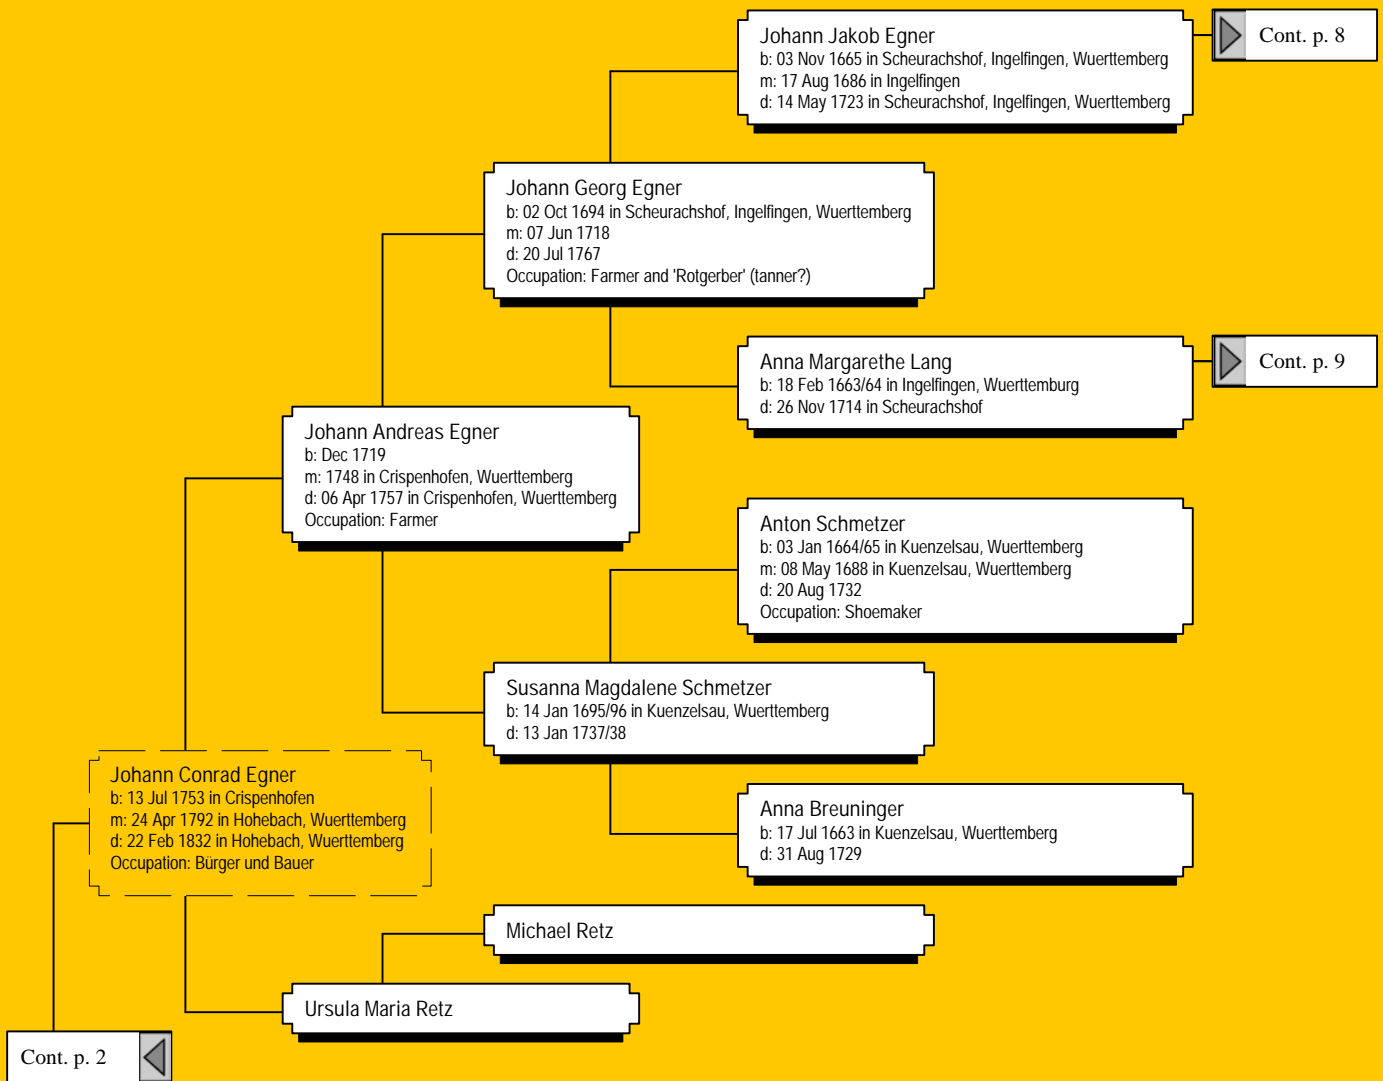 Johann Jakob Egner
b: 03 Nov 1665 in Scheurachshof, Ingelfingen, Wuerttemberg
m: 17 Aug 1686 in Ingelfingen
d: 14 May 1723 in Scheurachshof, Ingelfingen, Wuerttemberg
Cont. p. 8
Johann Georg Egner
b: 02 Oct 1694 in Scheurachshof, Ingelfingen, Wuerttemberg
m: 07 Jun 1718
d: 20 Jul 1767
Occupation: Farmer and 'Rotgerber' (tanner?)
Anna Margarethe Lang
b: 18 Feb 1663/64 in Ingelfingen, Wuerttemburg
d: 26 Nov 1714 in Scheurachshof
Cont. p. 9
Johann Andreas Egner
b: Dec 1719
m: 1748 in Crispenhofen, Wuerttemberg
d: 06 Apr 1757 in Crispenhofen, Wuerttemberg
Occupation: Farmer
Anton Schmetzer
b: 03 Jan 1664/65 in Kuenzelsau, Wuerttemberg
m: 08 May 1688 in Kuenzelsau, Wuerttemberg
d: 20 Aug 1732
Occupation: Shoemaker
Susanna Magdalene Schmetzer
b: 14 Jan 1695/96 in Kuenzelsau, Wuerttemberg
d: 13 Jan 1737/38
Johann Conrad Egner
b: 13 Jul 1753 in Crispenhofen
m: 24 Apr 1792 in Hohebach, Wuerttemberg
d: 22 Feb 1832 in Hohebach, Wuerttemberg
Occupation: Bürger und Bauer
Anna Breuninger
b: 17 Jul 1663 in Kuenzelsau, Wuerttemberg
d: 31 Aug 1729
Michael Retz
Ursula Maria Retz
Cont. p. 2